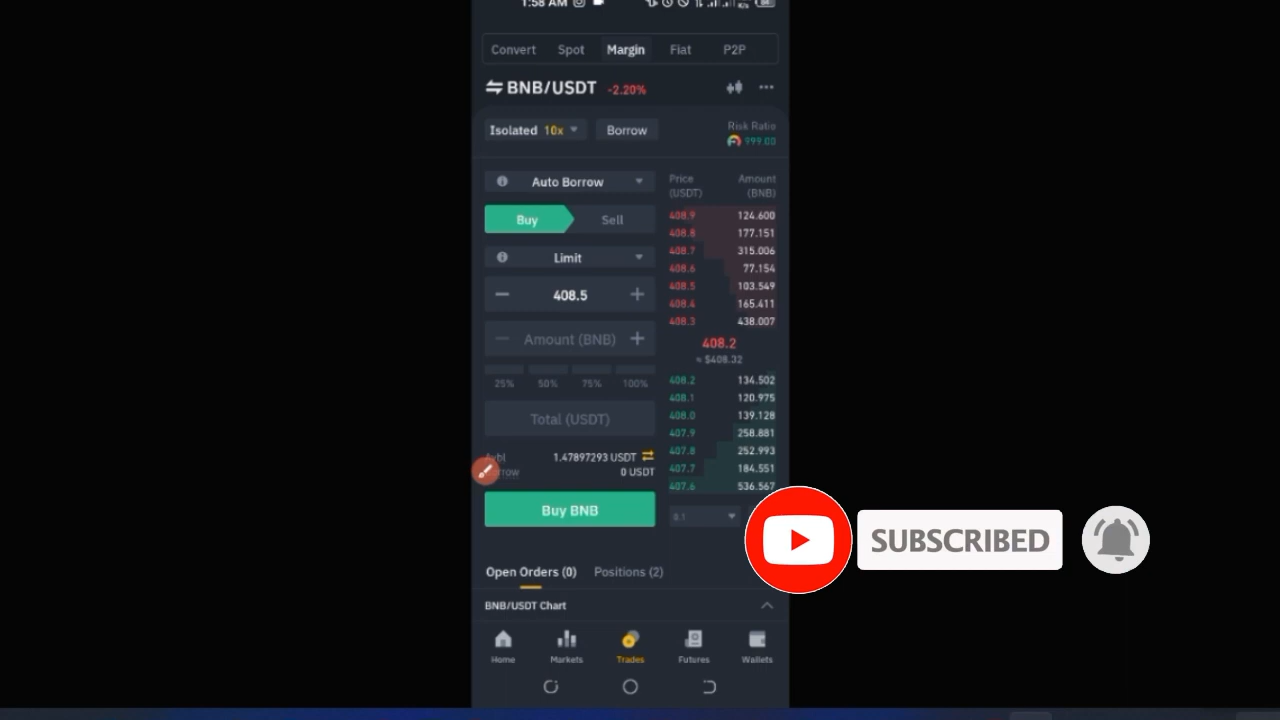 1:58 AM
Convert Spot Margin Fiat P2P
BNB/USDT -2.20%
Isolated 10x Borrow
Risk Ratio
999.00
Auto Borrow
Buy Sell
Limit
408.5
Amount (BNB)
25% 50% 75% 100%
Total (USDT)
1.47897293 USDT
0 USDT
Buy BNB
Price (USDT) Amount (BNB)
408.9 124.600
408.8 177.151
408.7 315.006
408.6 77.154
408.5 103.549
408.4 165.411
408.3 438.007
408.2
≈ $408.32
408.2 134.502
408.1 120.975
408.0 139.128
407.9 258.881
407.8 252.993
407.7 184.551
407.6 536.567
0.1
SUBSCRIBED
Open Orders (0) Positions (2)
BNB/USDT Chart
Home Markets Trades Futures Wallets